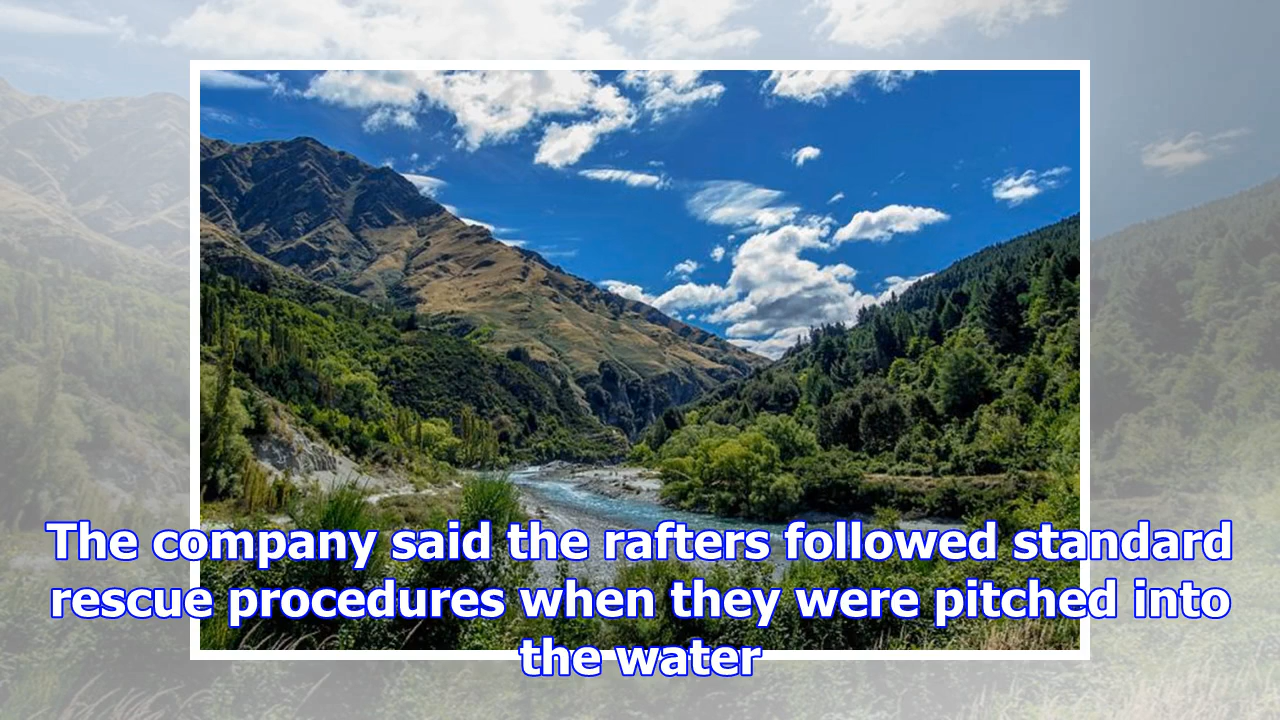 The company said the rafters followed standard
rescue procedures when they were pitched into
the water